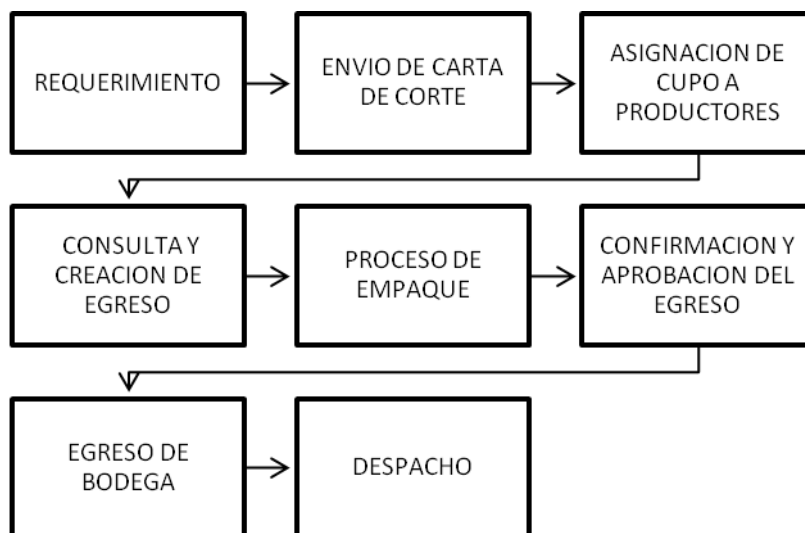 REQUERIMIENTO
ENVIO DE CARTA
DE CORTE
ASIGNACION DE
CUPO A
PRODUCTORES
CONSULTA Y
CREACION DE
EGRESO
PROCESO DE
EMPAQUE
CONFIRMACION Y
APROBACION DEL
EGRESO
EGRESO DE
BODEGA
DESPACHO